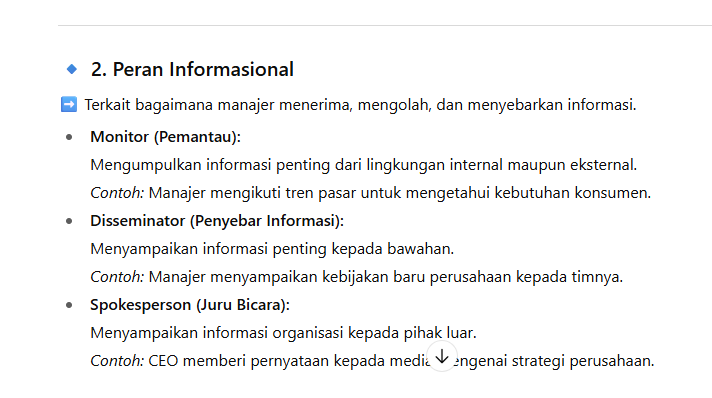 2. Peran Informasional
Terkait bagaimana manajer menerima, mengolah, dan menyebarkan informasi.
Monitor (Pemantau):
Mengumpulkan informasi penting dari lingkungan internal maupun eksternal.
Contoh: Manajer mengikuti tren pasar untuk mengetahui kebutuhan konsumen.
Disseminator (Penyebar Informasi):
Menyampaikan informasi penting kepada bawahan.
Contoh: Manajer menyampaikan kebijakan baru perusahaan kepada timnya.
Spokesperson (Juru Bicara):
Menyampaikan informasi organisasi kepada pihak luar.
Contoh: CEO memberi pernyataan kepada media mengenai strategi perusahaan.